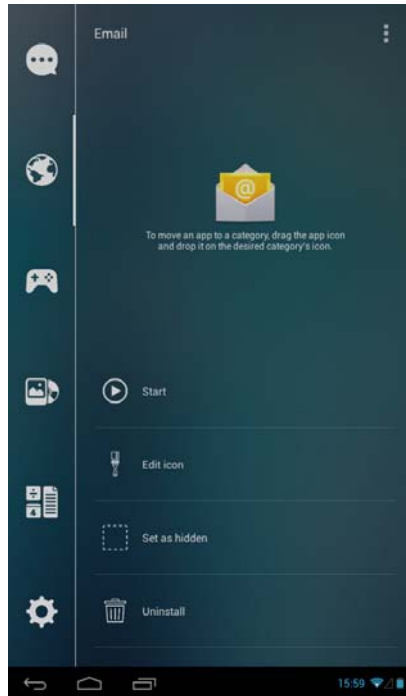 Email
@
To move an app to a category, drag the app icon
and drop it on the desired category's icon.
Start
Edit icon
Set as hidden
Uninstall
15:59